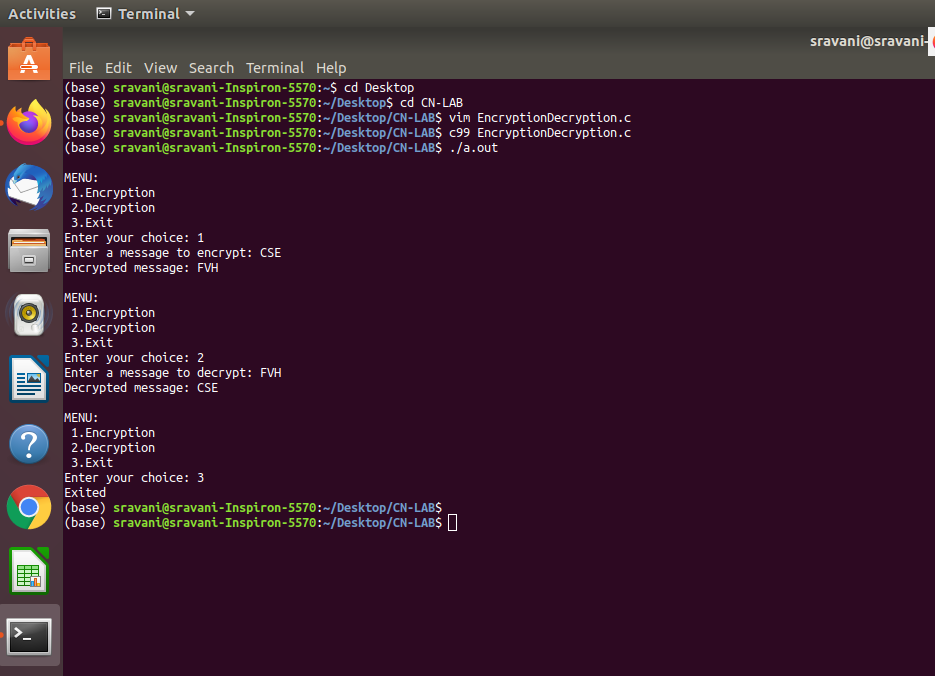 Activities Terminal
sravani@sravani-
File Edit View Search Terminal Help
(base) sravani@sravani-Inspiron-5570:~$ cd Desktop
(base) sravani@sravani-Inspiron-5570:~/Desktop$ cd CN-LAB
(base) sravani@sravani-Inspiron-5570:~/Desktop/CN-LAB$ vim EncryptionDecryption.c
(base) sravani@sravani-Inspiron-5570:~/Desktop/CN-LAB$ c99 EncryptionDecryption.c
(base) sravani@sravani-Inspiron-5570:~/Desktop/CN-LAB$ ./a.out
MENU:
1.Encryption
2.Decryption
3.Exit
Enter your choice: 1
Enter a message to encrypt: CSE
Encrypted message: FVH
MENU:
1.Encryption
2.Decryption
3.Exit
Enter your choice: 2
Enter a message to decrypt: FVH
Decrypted message: CSE
MENU:
1.Encryption
2.Decryption
3.Exit
Enter your choice: 3
Exited
(base) sravani@sravani-Inspiron-5570:~/Desktop/CN-LAB$
(base) sravani@sravani-Inspiron-5570:~/Desktop/CN-LAB$